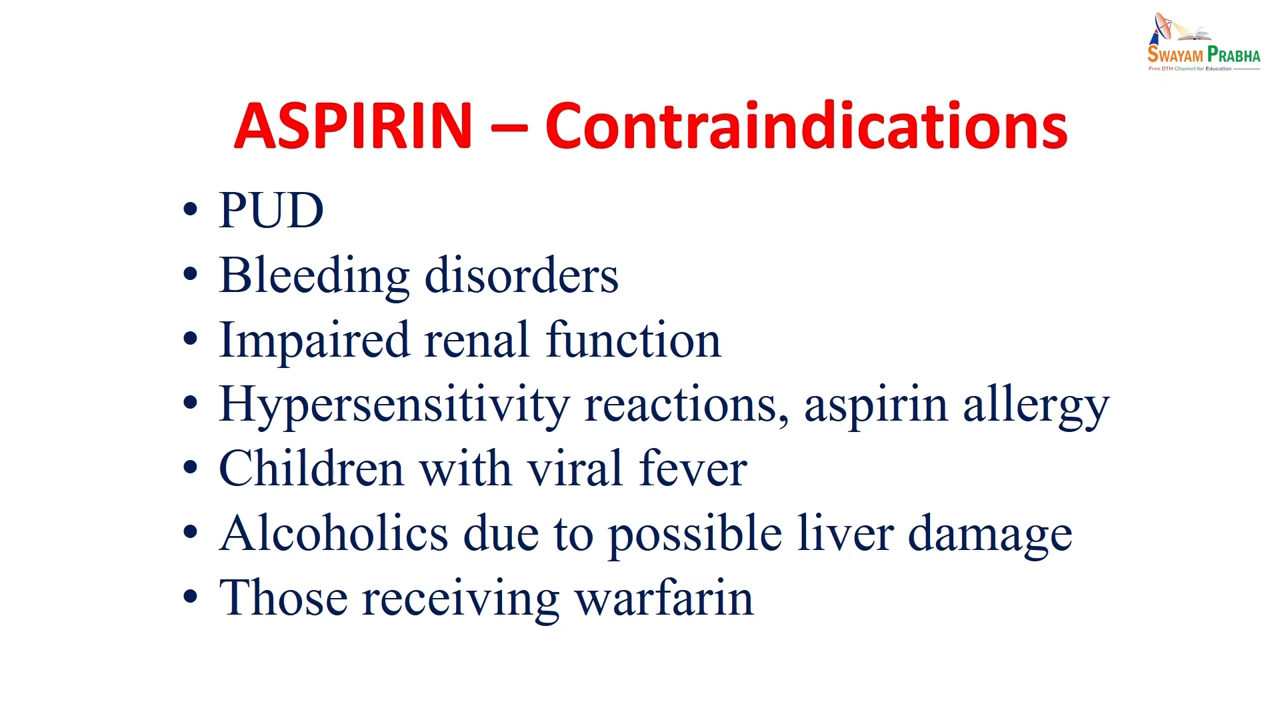 SWAYAM PRABHA
Free DTH Channel for Education
ASPIRIN – Contraindications
• PUD
• Bleeding disorders
• Impaired renal function
• Hypersensitivity reactions, aspirin allergy
• Children with viral fever
• Alcoholics due to possible liver damage
• Those receiving warfarin